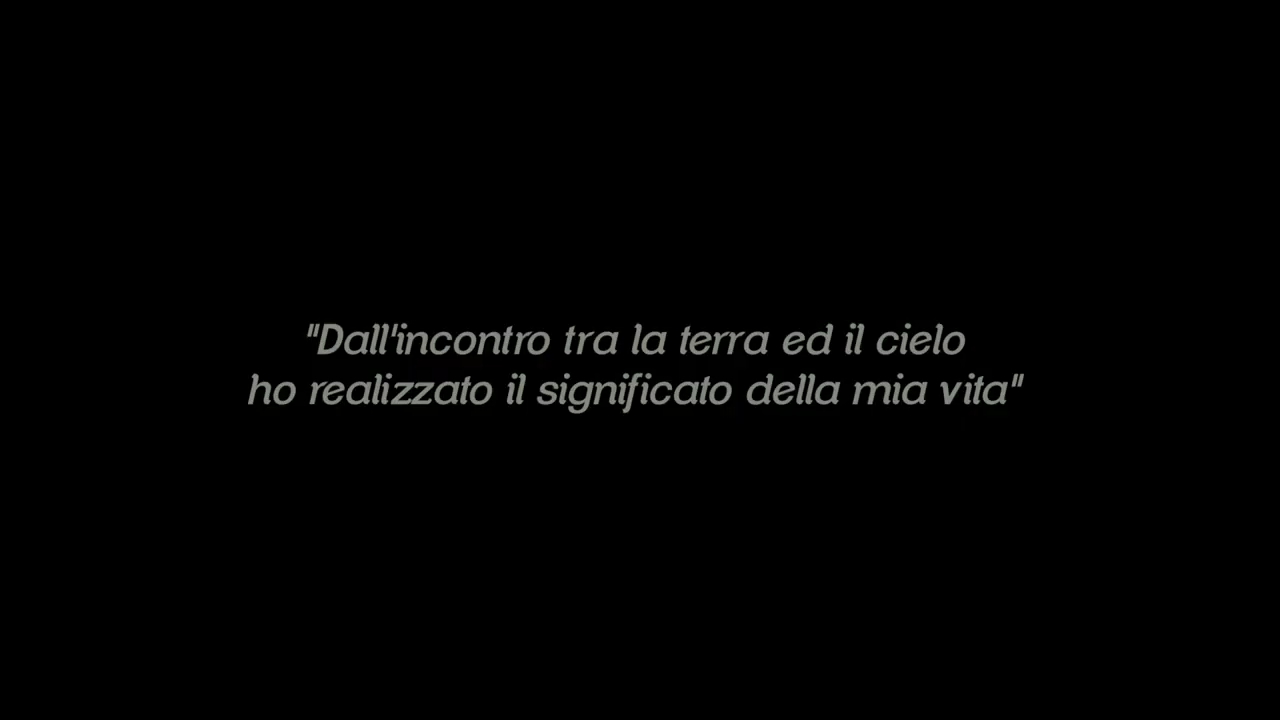 "Dall'incontro tra la terra ed il cielo
ho realizzato il significato della mia vita"